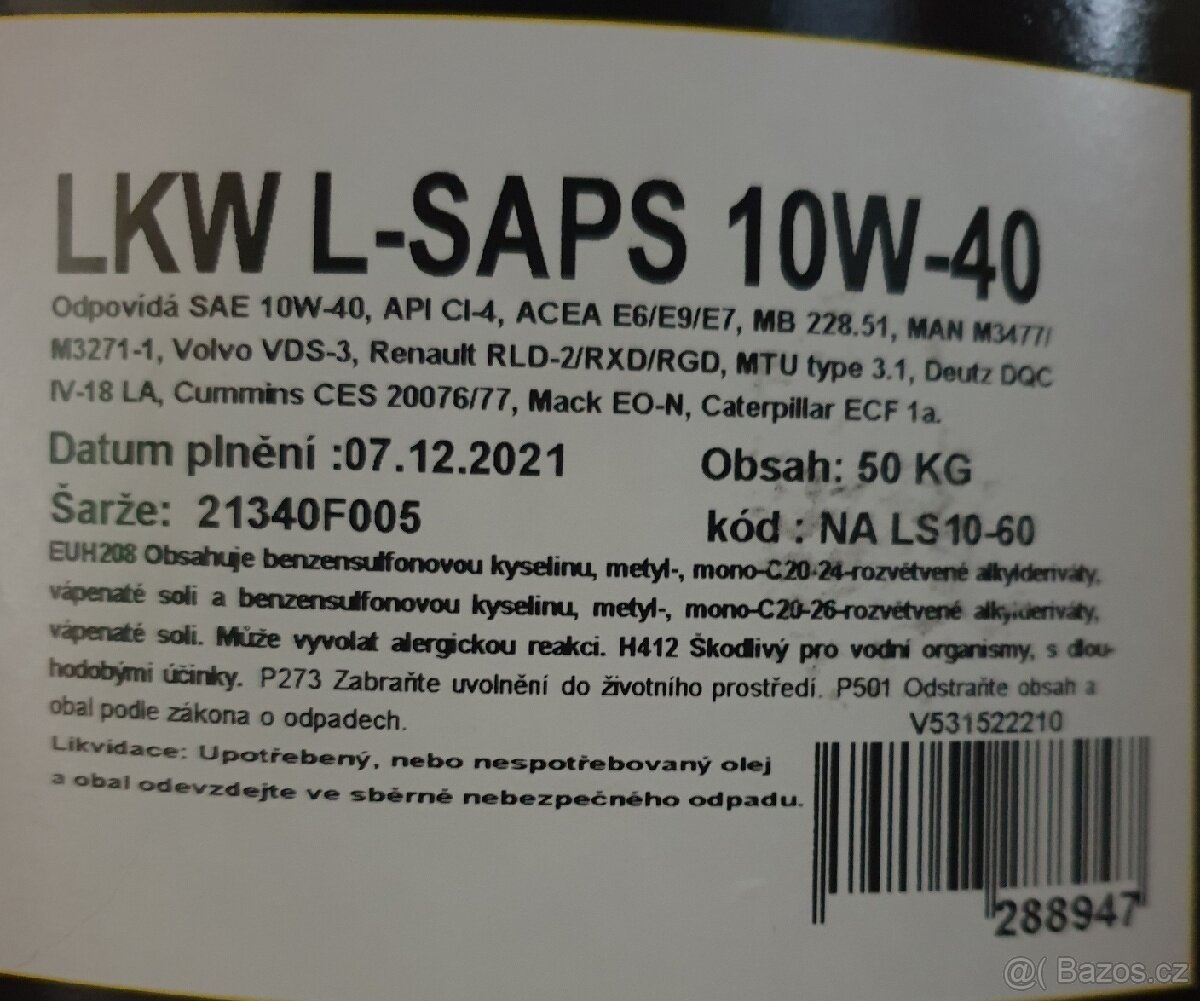 LKW L-SAPS 10W-40
Odpovídá SAE 10W-40, API CI-4, ACEA E6/E9/E7, MB 228.51, MAN M3477/
M3271-1, Volvo VDS-3, Renault RLD-2/RXD/RGD, MTU type 3.1, Deutz DQC
IV-18 LA, Cummins CES 20076/77, Mack EO-N, Caterpillar ECF 1a.
Datum plnění :07.12.2021
Obsah: 50 KG
Šarže: 21340F005
kód : NA LS10-60
EUH208 Obsahuje benzensulfonovou kyselinu, metyl-, mono-C20-24-rozvětvené alkylderiváty,
vápenaté soli a benzensulfonovou kyselinu, metyl-, mono-C20-26-rozvětvené alkylderiváty,
vápenaté soli. Může vyvolat alergickou reakci. H412 Škodlivý pro vodní organismy, s dlou-
hodobými účinky. P273 Zabraňte uvolnění do životního prostředí. P501 Odstraňte obsah a
obal podle zákona o odpadech.
V531522210
Likvidace: Upotřebený, nebo nespotřebovaný olej
a obal odevzdejte ve sběrně nebezpečného odpadu.
288947
@( Bazos.cz